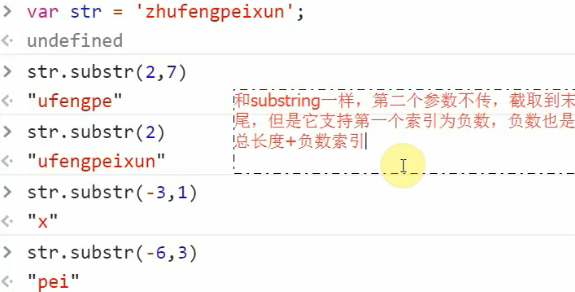 > var str = 'zhufengpeixun';
< undefined
> str.substr(2,7)
< "ufengpe"
> str.substr(2)
< "ufengpeixun"
> str.substr(-3,1)
< "x"
> str.substr(-6,3)
< "pei"
和substring一样，第二个参数不传，截取到末
尾，但是它支持第一个索引为负数，负数也是
总长度+负数索引